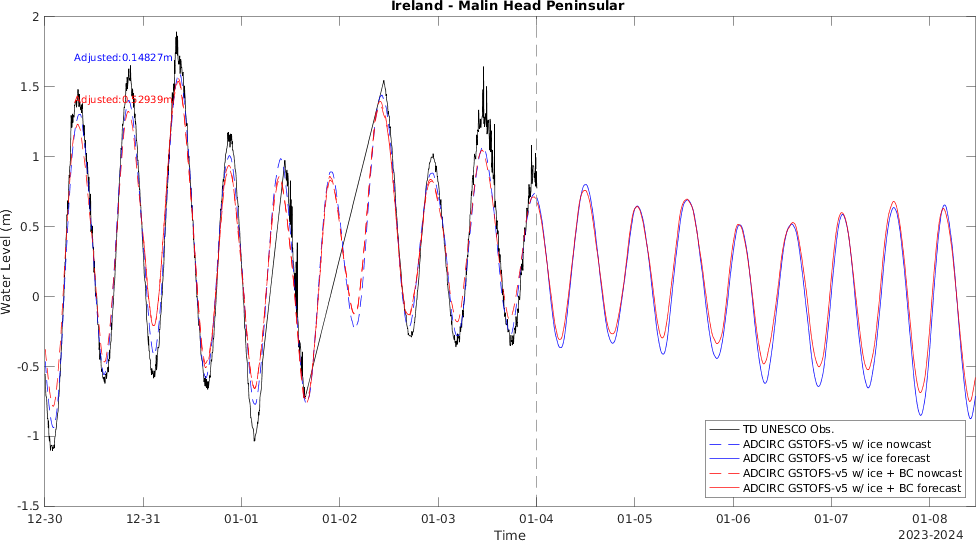 Ireland - Malin Head Peninsular
Adjusted:0.14827m
Adjusted:0.52939m
Water Level (m)
2
1.5
1
0.5
0
-0.5
-1
-1.5
12-30
12-31
01-01
01-02
01-03
01-04
01-05
01-06
01-07
01-08
2023-2024
Time
TD UNESCO Obs.
ADCIRC GSTOFS-v5 w/ ice nowcast
ADCIRC GSTOFS-v5 w/ ice forecast
ADCIRC GSTOFS-v5 w/ ice + BC nowcast
ADCIRC GSTOFS-v5 w/ ice + BC forecast